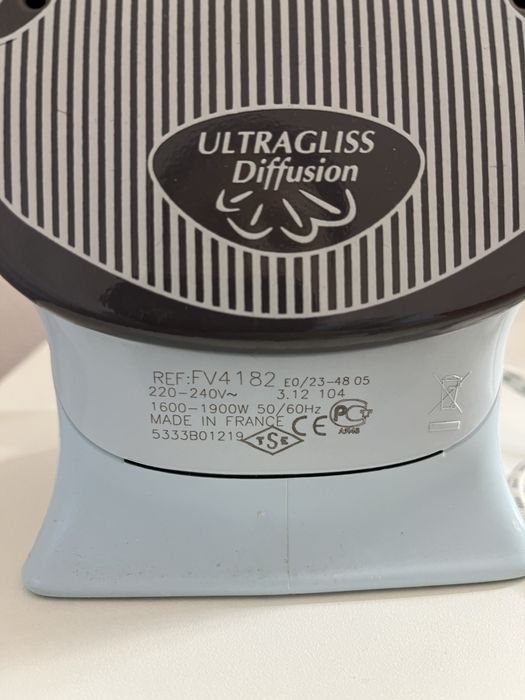 ULTRAGLISS
Diffusion
REF:FV4182 E0/23-48 05
220-240V~ 3.12 104
1600-1900W 50/60Hz
MADE IN FRANCE
5333B01219
TSE
CE
PC